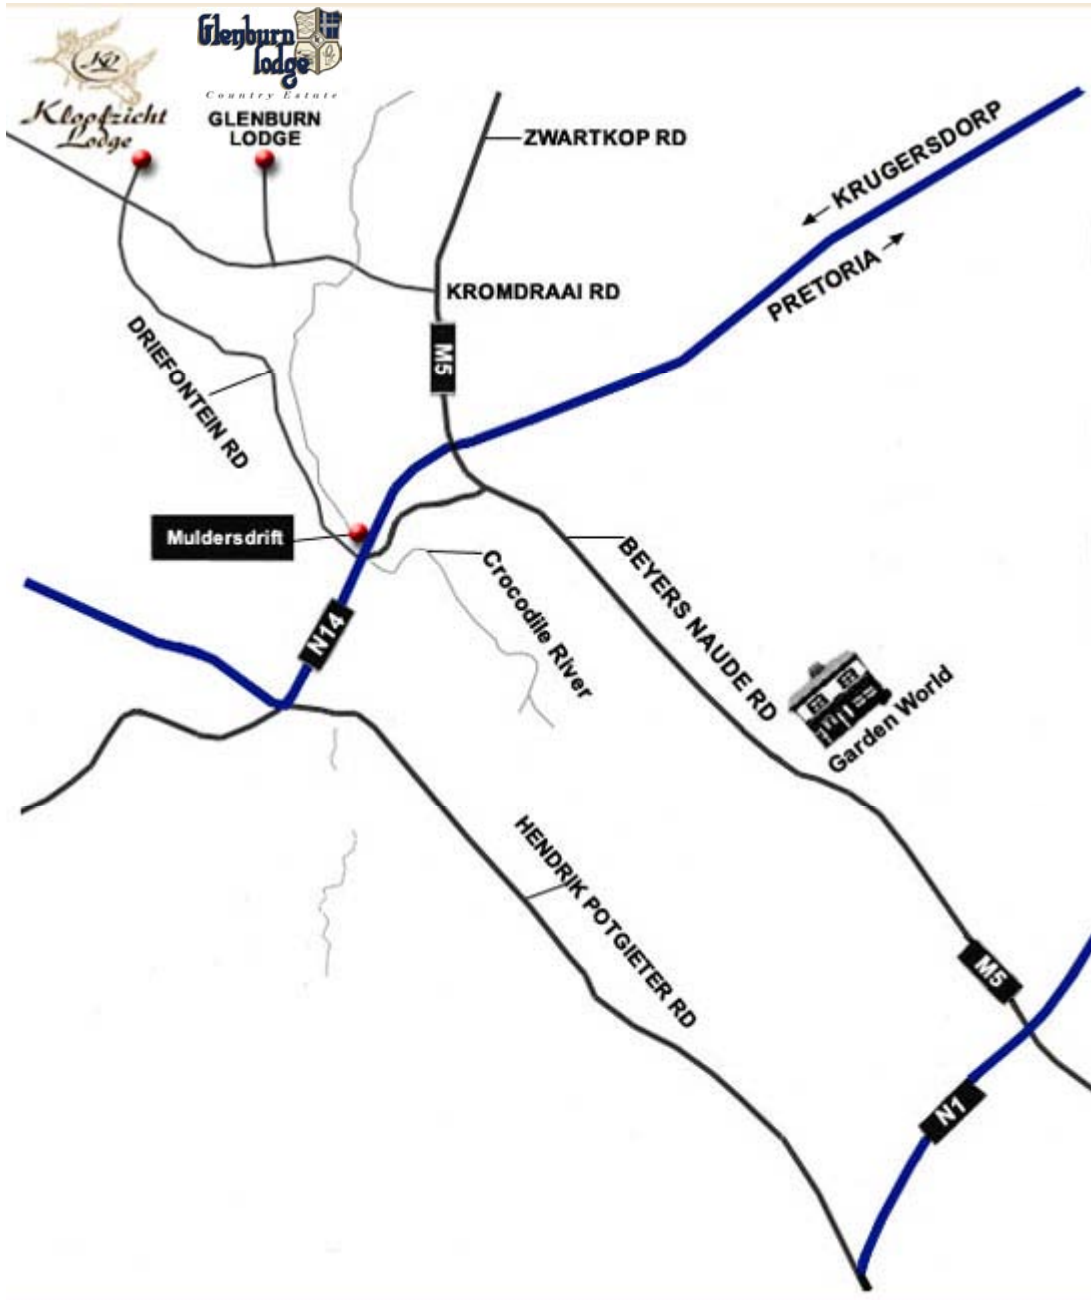 KP
Kloofzicht
Lodge
Glenburn
lodge
Country Estate
GLENBURN
LODGE
ZWARTKOP RD
KRUGERSDORP
PRETORIA
KROMDRAAI RD
M5
DRIEFONTEIN RD
Muldersdrift
Crocodile River
BEYERS NAUDE RD
N14
Garden World
HENDRIK POTGIETER RD
M5
N1